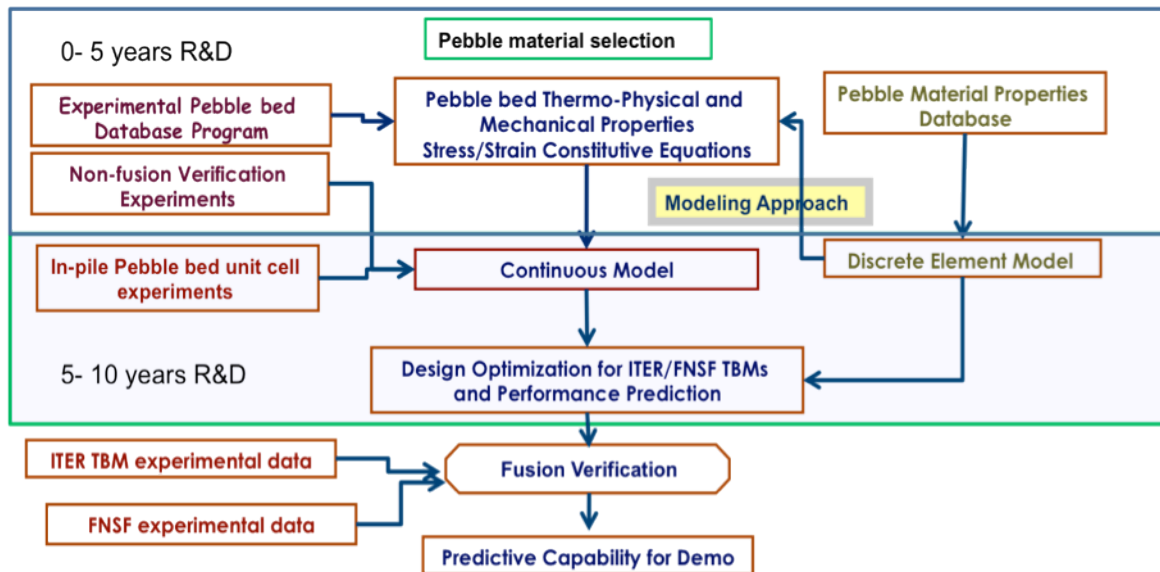 0- 5 years R&D
Pebble material selection
Experimental Pebble bed
Database Program
Pebble bed Thermo-Physical and
Mechanical Properties
Stress/Strain Constitutive Equations
Pebble Material Properties
Database
Non-fusion Verification
Experiments
Modeling Approach
In-pile Pebble bed unit cell
experiments
Continuous Model
Discrete Element Model
5- 10 years R&D
Design Optimization for ITER/FNSF TBMs
and Performance Prediction
ITER TBM experimental data
Fusion Verification
FNSF experimental data
Predictive Capability for Demo